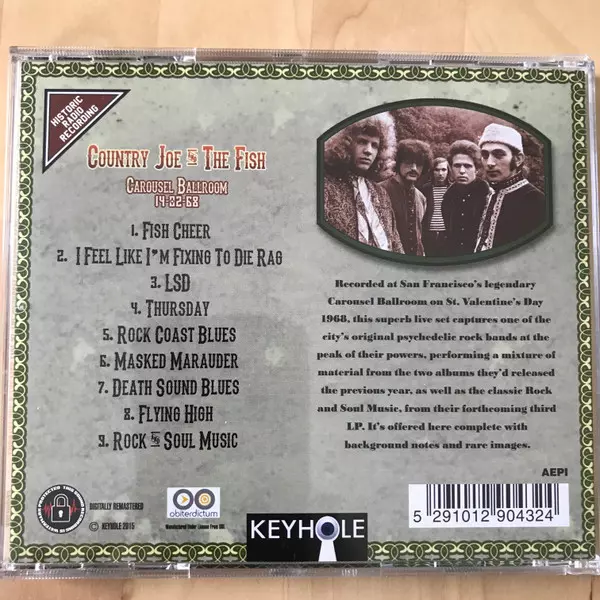 HISTORIC
RADIO
RECORDING
COUNTRY JOE & THE FISH
CAROUSEL BALLROOM
14-02-68
1. FISH CHEER
2. I FEEL LIKE I"M FIXING TO DIE RAG
3. LSD
4. THURSDAY
5. ROCK COAST BLUES
6. MASKED MARAUDER
7. DEATH SOUND BLUES
8. FLYING HIGH
9. ROCK & SOUL MUSIC
Recorded at San Francisco's legendary
Carousel Ballroom on St. Valentine's Day
1968, this superb live set captures one of the
city's original psychedelic rock bands at the
peak of their powers, performing a mixture of
material from the two albums they'd released
the previous year, as well as the classic Rock
and Soul Music, from their forthcoming third
LP. It's offered here complete with
background notes and rare images.
AEPI
DIGITALLY REMASTERED
© KEYHOLE 2015
obiterdictum
Manufactured Under License From UDL
KEYHOLE
5 291012 904324